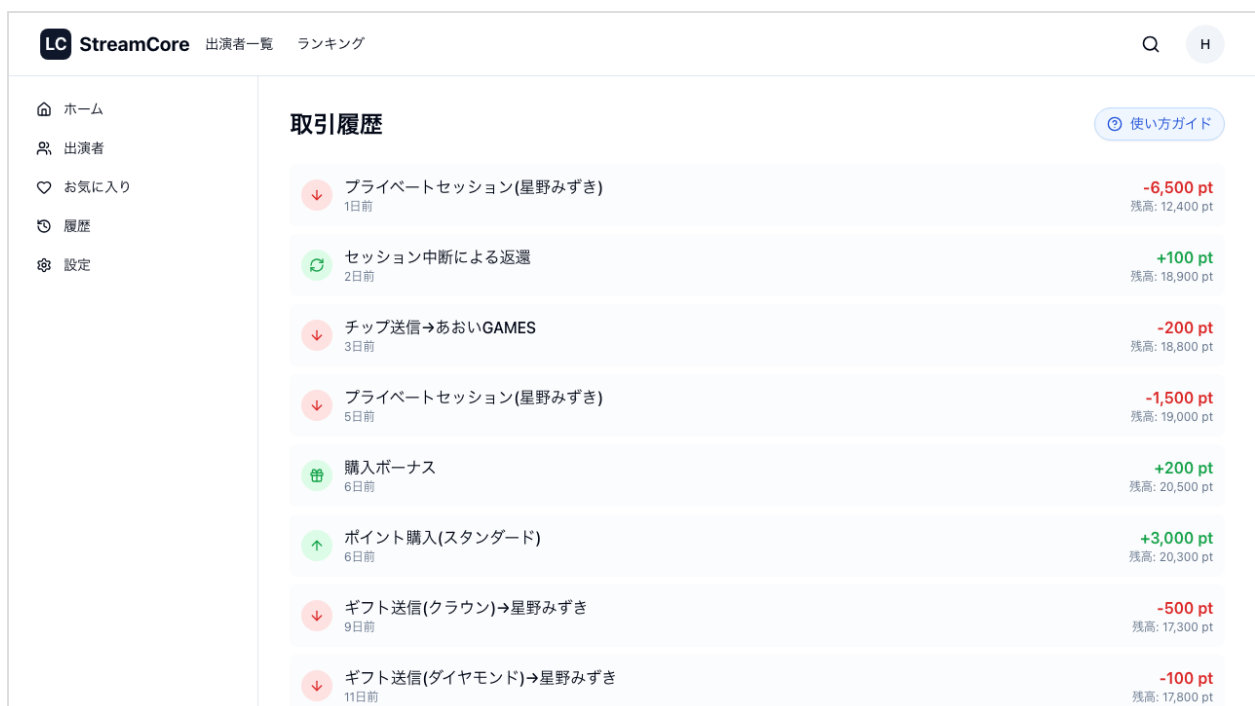 LC StreamCore 出演者一覧 ランキング H
ホーム
出演者
お気に入り
履歴
設定
取引履歴
使い方ガイド
プライベートセッション(星野みずき)
1日前
-6,500 pt
残高: 12,400 pt
セッション中断による返還
2日前
+100 pt
残高: 18,900 pt
チップ送信→あおいGAMES
3日前
-200 pt
残高: 18,800 pt
プライベートセッション(星野みずき)
5日前
-1,500 pt
残高: 19,000 pt
購入ボーナス
6日前
+200 pt
残高: 20,500 pt
ポイント購入(スタンダード)
6日前
+3,000 pt
残高: 20,300 pt
ギフト送信(クラウン)→星野みずき
9日前
-500 pt
残高: 17,300 pt
ギフト送信(ダイヤモンド)→星野みずき
11日前
-100 pt
残高: 17,800 pt